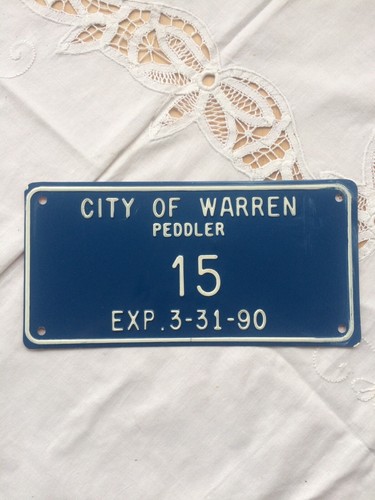 CITY OF WARREN
PEDDLER
15
EXP.3-31-90